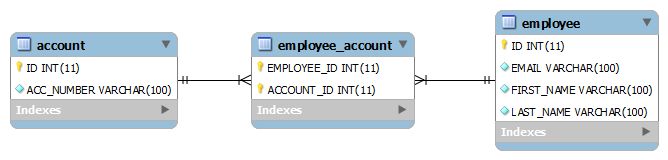 account
ID INT(11)
ACC_NUMBER VARCHAR(100)
Indexes
employee_account
EMPLOYEE_ID INT(11)
ACCOUNT_ID INT(11)
Indexes
employee
ID INT(11)
EMAIL VARCHAR(100)
FIRST_NAME VARCHAR(100)
LAST_NAME VARCHAR(100)
Indexes